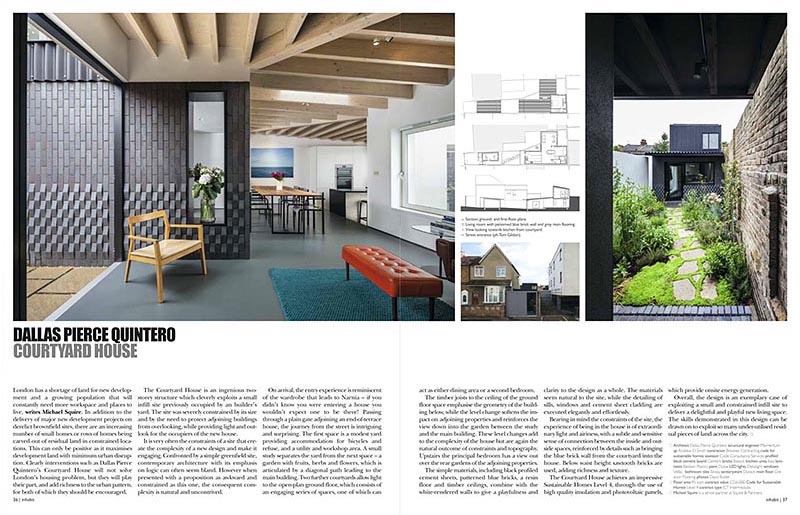 DALLAS PIERCE QUINTERO
COURTYARD HOUSE
London has a shortage of land for new devel-
opment and a growing population that will
constantly need more workspace and places to
live, writes Michael Squire. In addition to the
delivery of major new development projects on
derelict brownfield sites, there are an increasing
number of small homes or rows of homes being
carved out of residual land in constrained loca-
tions. This can only be positive as it maximises
development land with minimum urban disrup-
tion. Clearly interventions such as Dallas Pierce
Quintero's Courtyard House will not solve
London's housing problem, but they will play
their part, and add richness to the urban pattern,
for both of which they should be encouraged.
The Courtyard House is an ingenious two-
storey structure which cleverly exploits a small
infill site previously occupied by an builder's
yard. The site was severely constrained by its size
and by the need to protect adjoining buildings
from overlooking, while providing light and out-
look for the occupiers of the new house.
It is very often the constraints of a site that cre-
ate the complexity of a new design and make it
engaging. Confronted by a simple greenfield site,
contemporary architecture with its emphasis
on logic can often seem bland. However when
presented with a proposition as awkward and
constrained as this one, the consequent com-
plexity is natural and uncontrived.
On arrival, the entry experience is reminiscent
of the wardrobe that leads to Narnia – if you
didn't know you were entering a house you
wouldn't expect one to be there! Passing
through a plain gate adjoining an end of terrace
house, the journey from the street is intriguing
and surprising. The first space is a modest yard
providing accommodation for bicycles and
refuse, and a utility and workshop area. A small
study separates the yard from the next space – a
garden with fruits, herbs and flowers, which is
articulated by a diagonal path leading to the
main building. Two further courtyards allow light
to the open plan ground floor, which consists of
an engaging series of spaces, one of which can
16 | infuktn
act as either dining area or a second bedroom.
The timber joists to the ceiling of the ground
floor space emphasise the geometry of the build-
ing below, while the level change softens the im-
pact on adjoining properties and reinforces the
view down into the garden between the study
and the main building. These level changes add
to the complexity of the house but are again the
natural outcome of constraints and topography.
Upstairs the principal bedroom has a view out
over the rear gardens of the adjoining properties.
The simple materials, including black profiled
cement sheets, patterned blue bricks, a resin
floor and timber ceilings, combine with the
white-rendered walls to give a playfulness and
clarity to the design as a whole. The materials
seem natural to the site, while the detailing of
sills, windows and cement sheet cladding are
executed elegantly and effortlessly.
Bearing in mind the constraints of the site, the
experience of being in the house is of extraordi-
nary light and airiness, with a subtle and sensitive
sense of connection between the inside and out-
side spaces, reinforced by details such as bringing
the blue brick wall from the courtyard into the
house. Below waist height sawtooth bricks are
used, adding richness and texture.
The Courtyard House achieves an impressive
Sustainable Homes Level 4, through the use of
high quality insulation and photovoltaic panels,
which provide onsite energy generation.
Overall, the design is an exemplary case of
exploiting a small and constrained infill site to
deliver a delightful and playful new living space.
The skills demonstrated in this design can be
drawn on to exploit so many under-utilised resid-
ual pieces of land across the city.
Michael Squire is a senior partner at Squire & Partners.